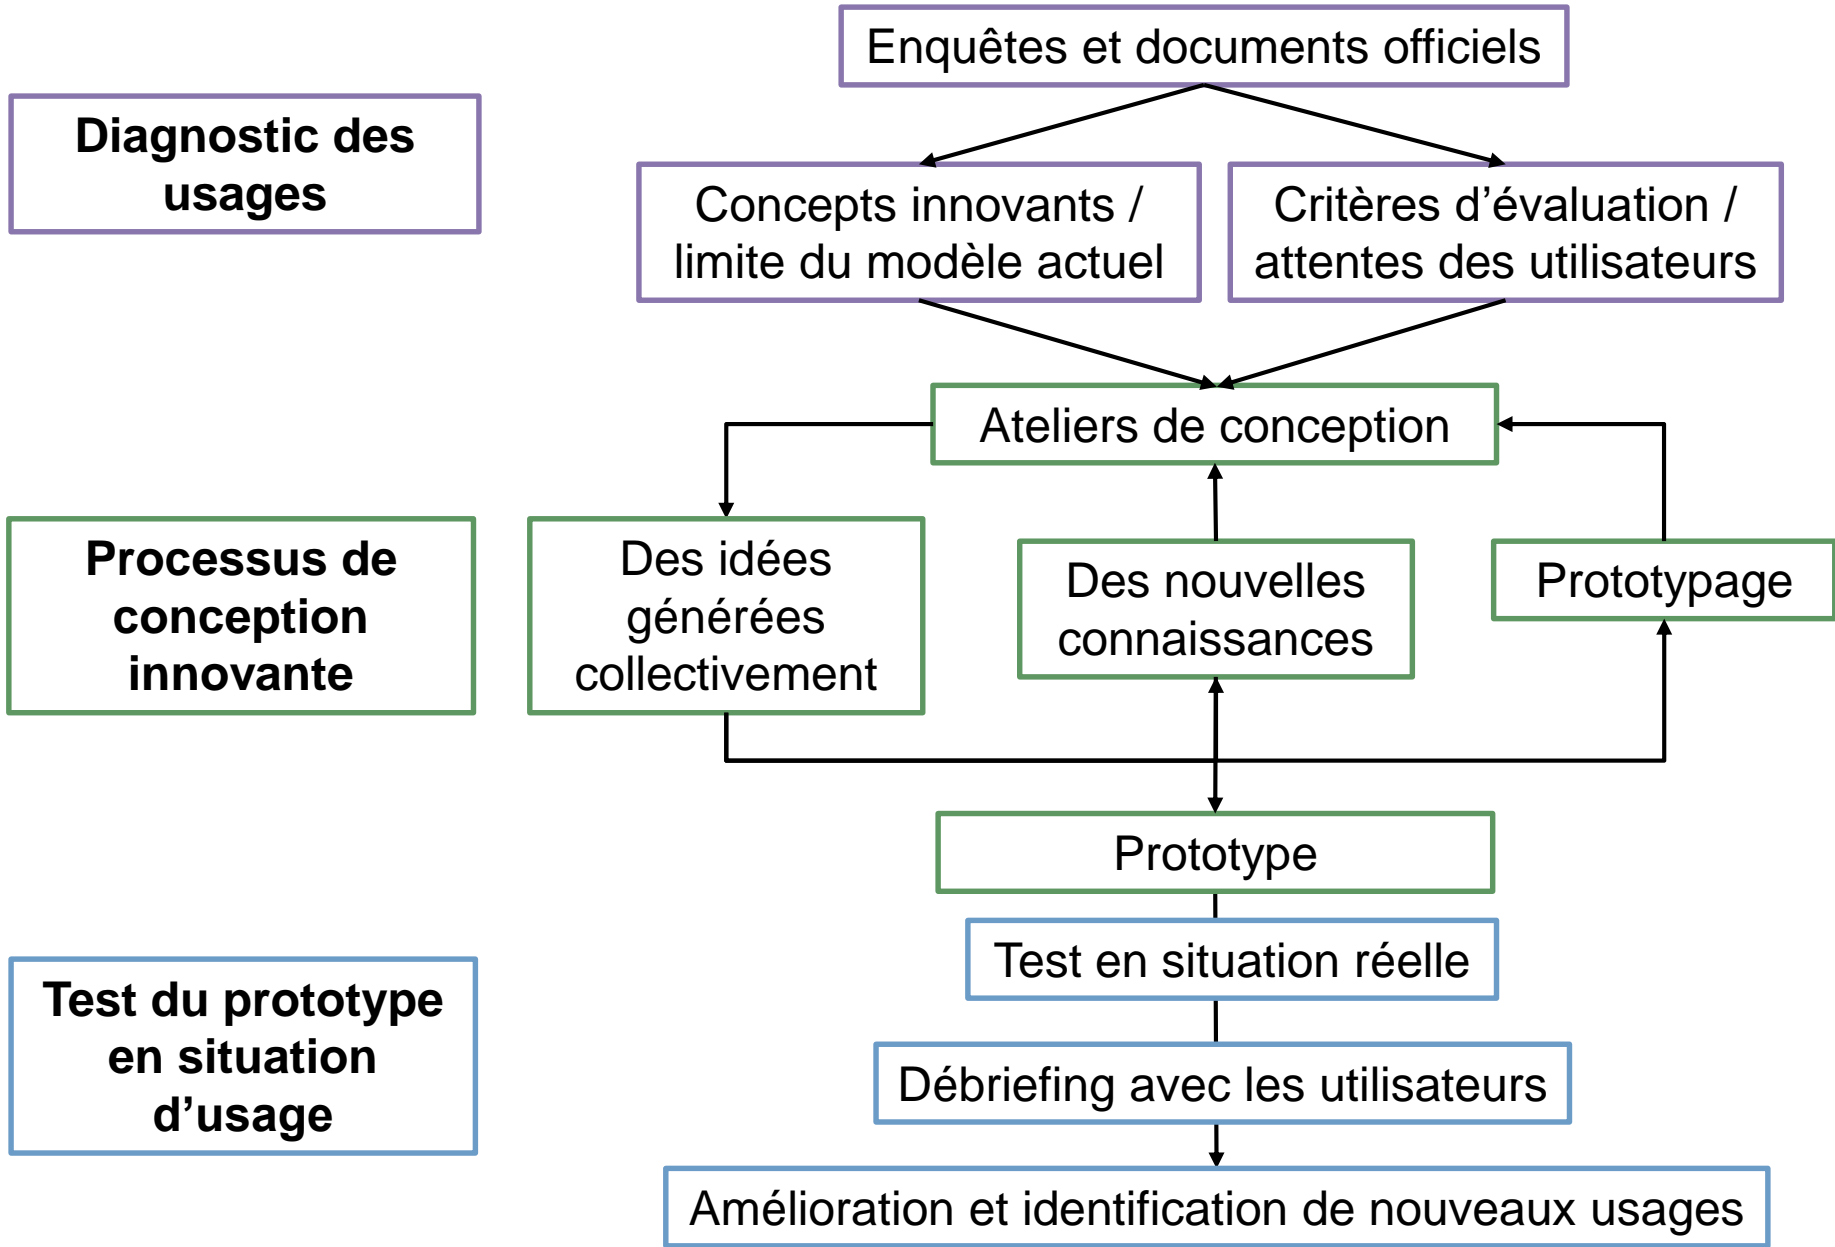 Enquêtes et documents officiels
Diagnostic des
usages
Concepts innovants /
limite du modèle actuel
Critères d’évaluation /
attentes des utilisateurs
Ateliers de conception
Processus de
conception
innovante
Des idées
générées
collectivement
Des nouvelles
connaissances
Prototypage
Prototype
Test en situation réelle
Test du prototype
en situation
d’usage
Débriefing avec les utilisateurs
Amélioration et identification de nouveaux usages